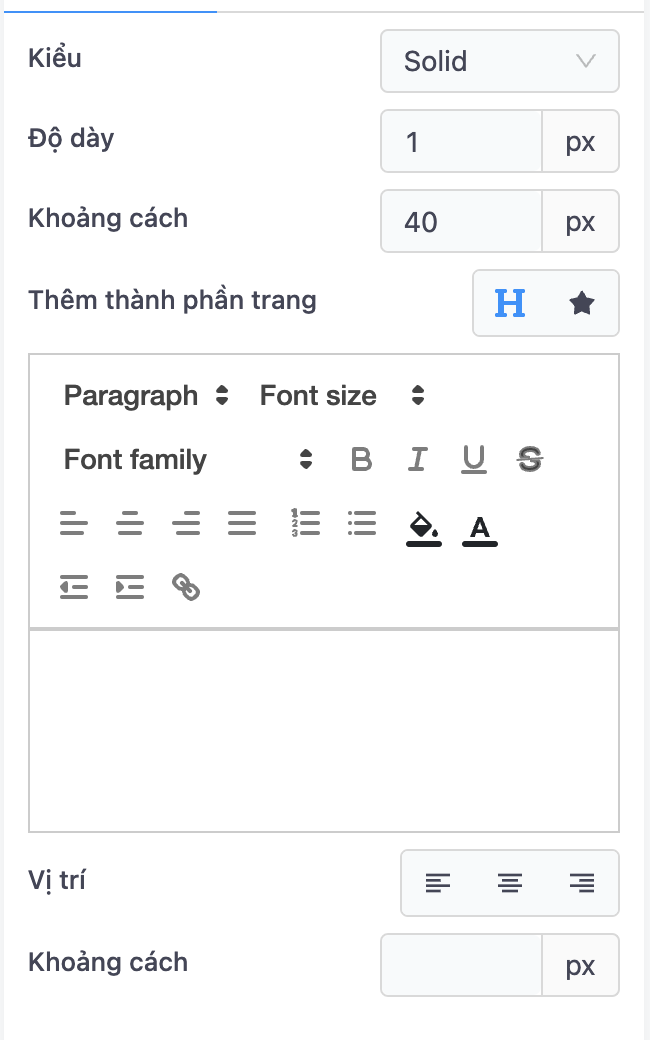 Kiểu
Solid
Độ dày
1 px
Khoảng cách
40 px
Thêm thành phần trang
H
Paragraph Font size
Font family B I U S
A
Vị trí
Khoảng cách
px